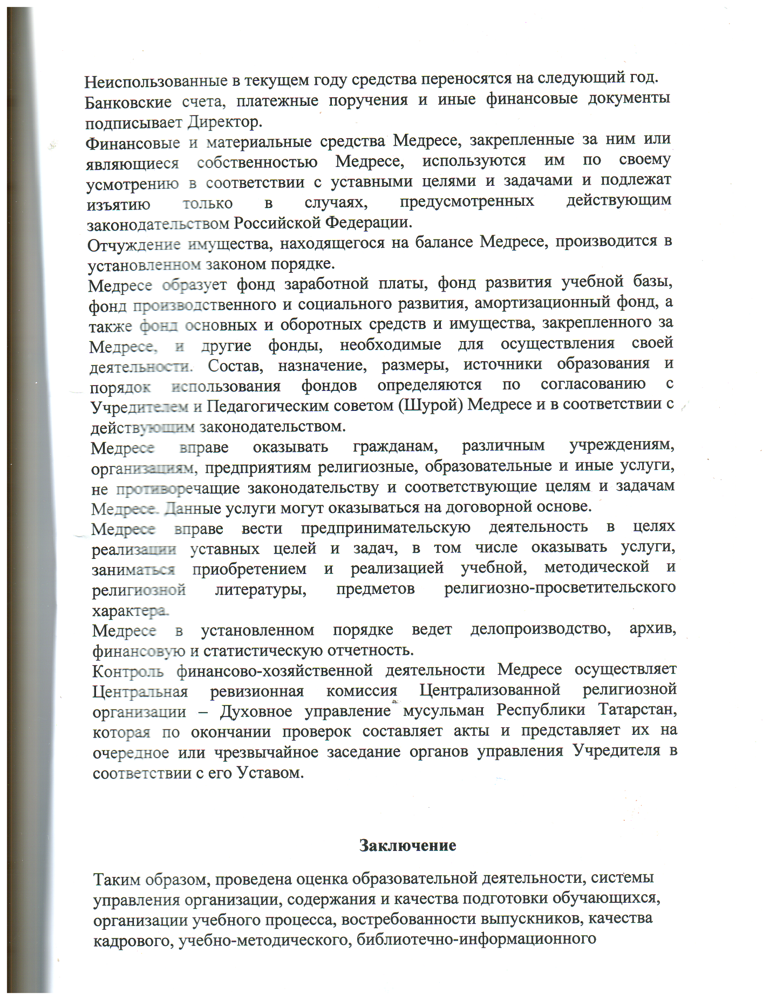 Неиспользованные в текущем году средства переносятся на следующий год.
Банковские счета, платежные поручения и иные финансовые документы
подписывает Директор.
Финансовые и материальные средства Медресе, закрепленные за ним или
являющиеся собственностью Медресе, используются им по своему
усмотрению в соответствии с уставными целями и задачами и подлежат
изъятию только в случаях, предусмотренных действующим
законодательством Российской Федерации.
Отчуждение имущества, находящегося на балансе Медресе, производится в
установленном законом порядке.
Медресе образует фонд заработной платы, фонд развития учебной базы,
фонд производственного и социального развития, амортизационный фонд, а
также фонд основных и оборотных средств и имущества, закрепленного за
Медресе, и другие фонды, необходимые для осуществления своей
деятельности. Состав, назначение, размеры, источники образования и
порядок использования фондов определяются по согласованию с
Учредителем и Педагогическим советом (Шурой) Медресе и в соответствии с
действующим законодательством.
Медресе вправе оказывать гражданам, различным учреждениям,
организациям, предприятиям религиозные, образовательные и иные услуги,
не противоречащие законодательству и соответствующие целям и задачам
Медресе. Данные услуги могут оказываться на договорной основе.
Медресе вправе вести предпринимательскую деятельность в целях
реализации уставных целей и задач, в том числе оказывать услуги,
заниматься приобретением и реализацией учебной, методической и
религиозной литературы, предметов религиозно-просветительского
характера.
Медресе в установленном порядке ведет делопроизводство, архив,
финансовую и статистическую отчетность.
Контроль финансово-хозяйственной деятельности Медресе осуществляет
Центральная ревизионная комиссия Централизованной религиозной
организации – Духовное управление мусульман Республики Татарстан,
которая по окончании проверок составляет акты и представляет их на
очередное или чрезвычайное заседание органов управления Учредителя в
соответствии с его Уставом.
Заключение
Таким образом, проведена оценка образовательной деятельности, системы
управления организации, содержания и качества подготовки обучающихся,
организации учебного процесса, востребованности выпускников, качества
кадрового, учебно-методического, библиотечно-информационного